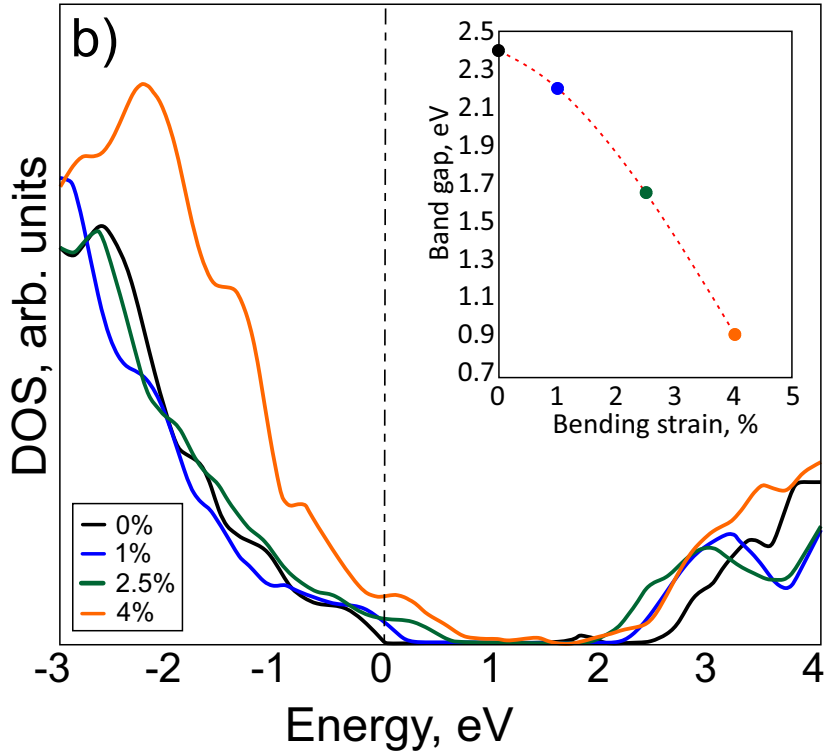 b)
DOS, arb. units
0%
1%
2.5%
4%
-3 -2 -1 0 1 2 3 4
Energy, eV
Band gap, eV
2.5
2.3
2.1
1.9
1.7
1.5
1.3
1.1
0.9
0.7
0 1 2 3 4 5
Bending strain, %